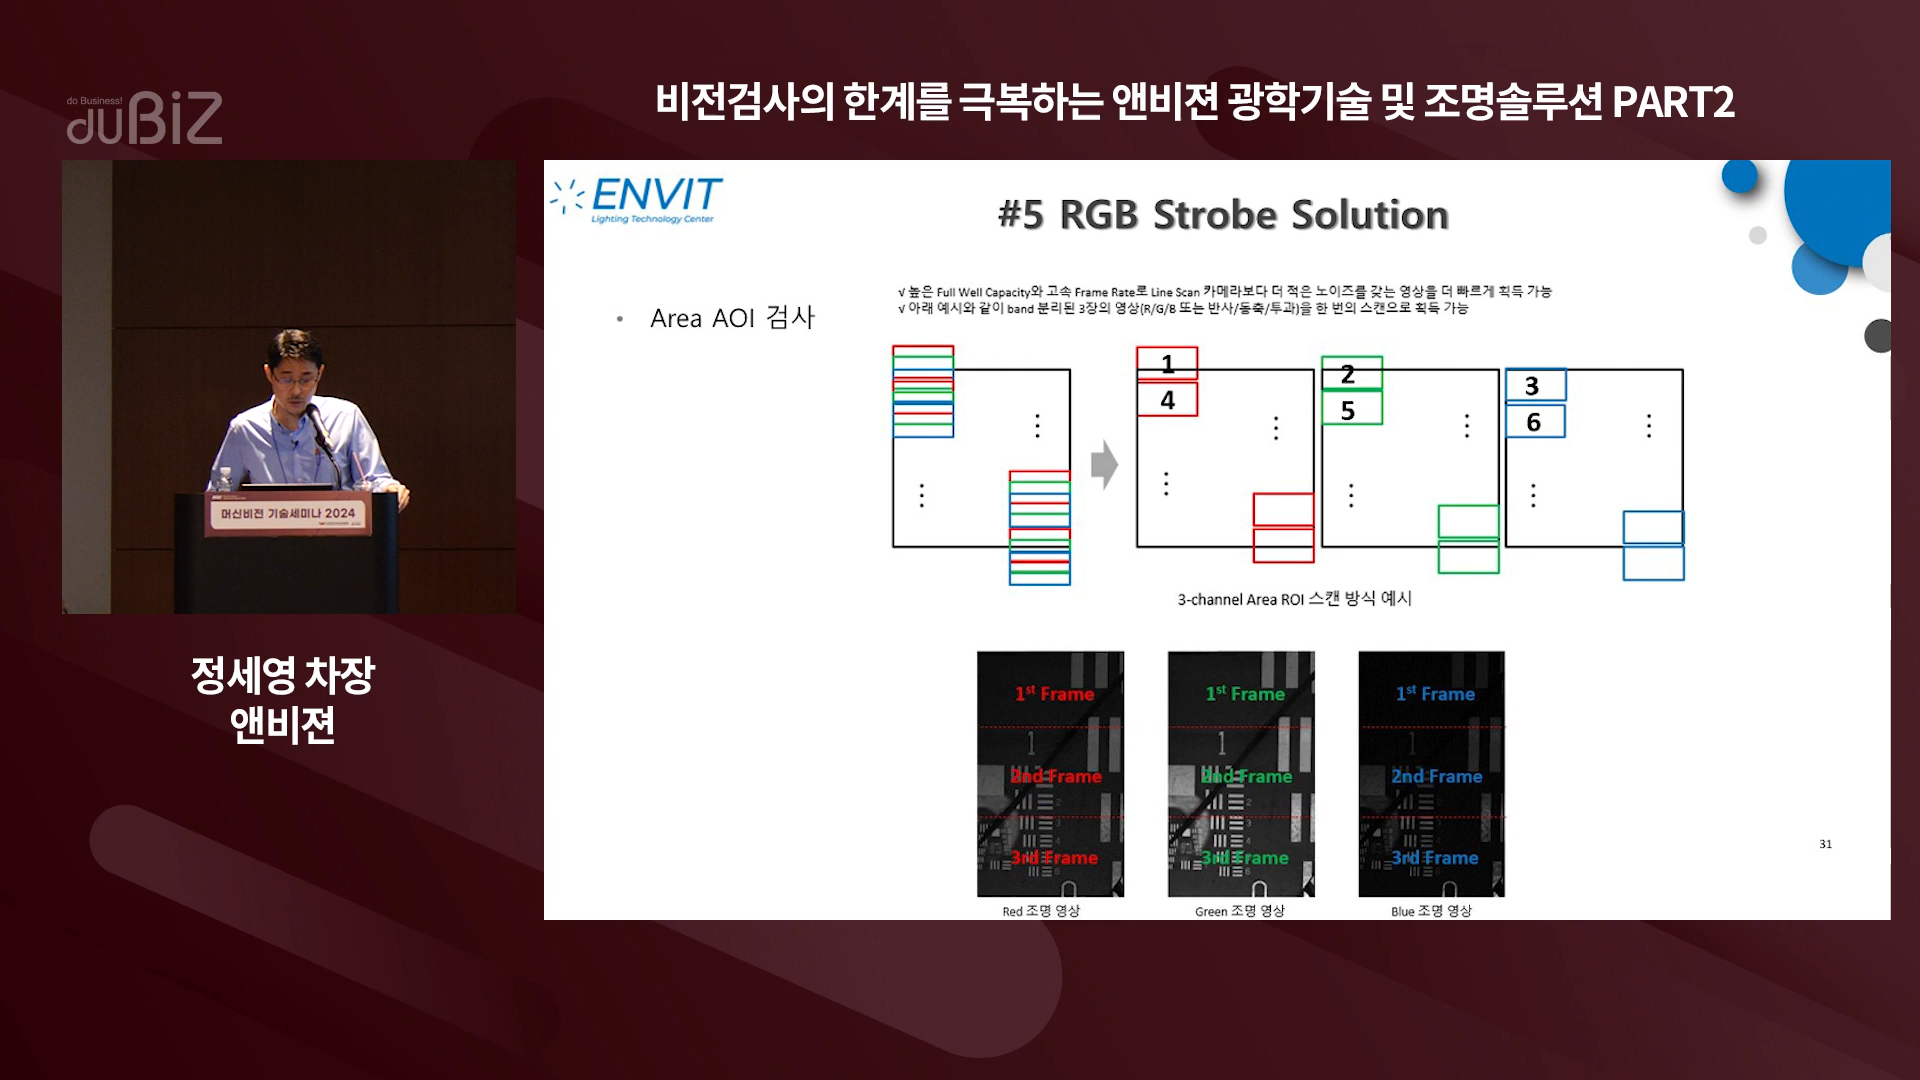 do Business!
duBiZ
비전검사의 한계를 극복하는 앤비젼 광학기술 및 조명솔루션 PART2
ENVIT
Lighting Technology Center
#5 RGB Strobe Solution
• Area AOI 검사
√ 높은 Full Well Capacity와 고속 Frame Rate로 Line Scan 카메라보다 더 적은 노이즈를 갖는 영상을 더 빠르게 획득 가능
√ 아래 예시와 같이 band 분리된 3장의 영상(R/G/B 또는 반사/동축/투과)을 한 번의 스캔으로 획득 가능
1
2
3
4
5
6
3-channel Area ROI 스캔 방식 예시
1st Frame
2nd Frame
3rd Frame
1st Frame
2nd Frame
3rd Frame
1st Frame
2nd Frame
3rd Frame
Red 조명 영상
Green 조명 영상
Blue 조명 영상
31
머신비전 기술세미나 2024
정세영 차장
앤비젼